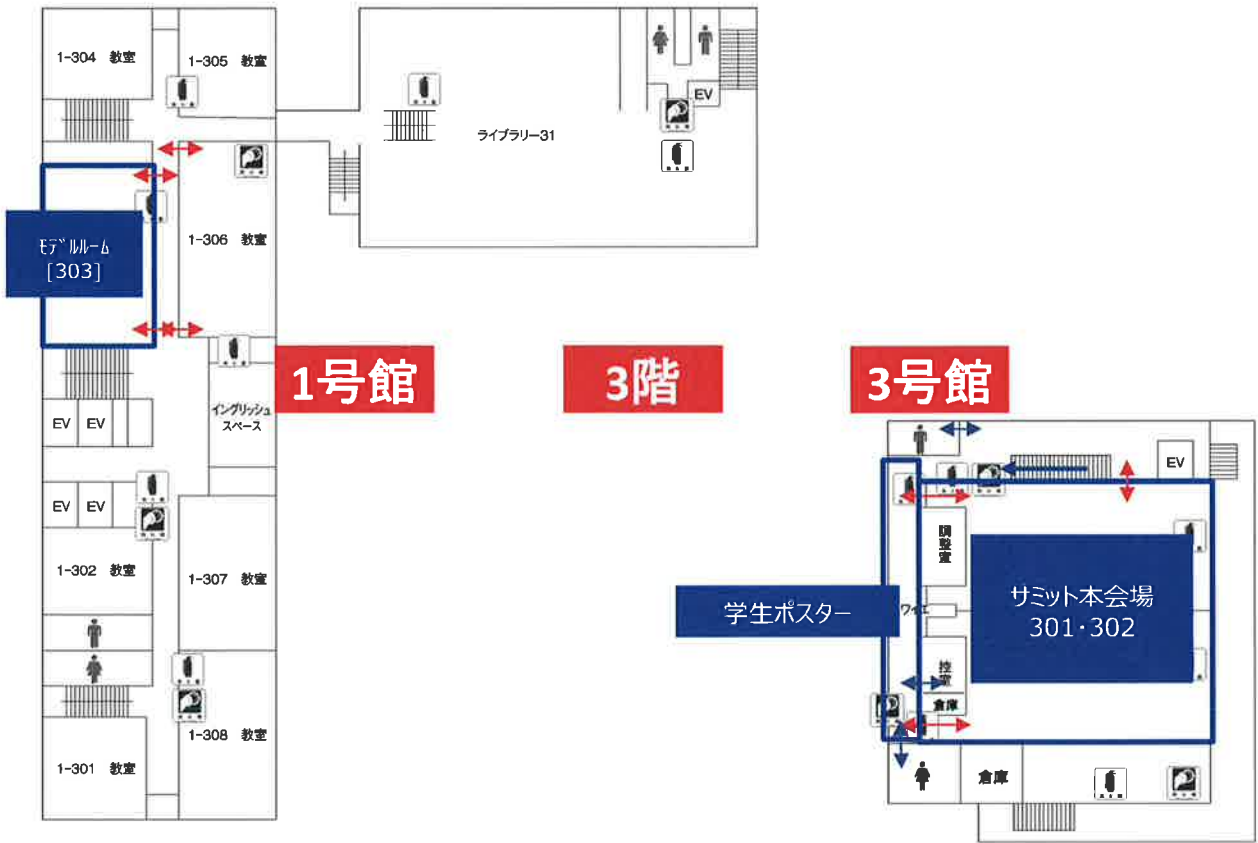 1-304 教室
1-305 教室
EV
ライブラリー31
モデルルーム
[303]
1-306 教室
1号館
3階
3号館
イングリッシュ
スペース
EV
EV
EV
EV
EV
1-302 教室
1-307 教室
調整室
サミット本会場
301・302
学生ポスター
控室
倉庫
1-308 教室
1-301 教室
倉庫